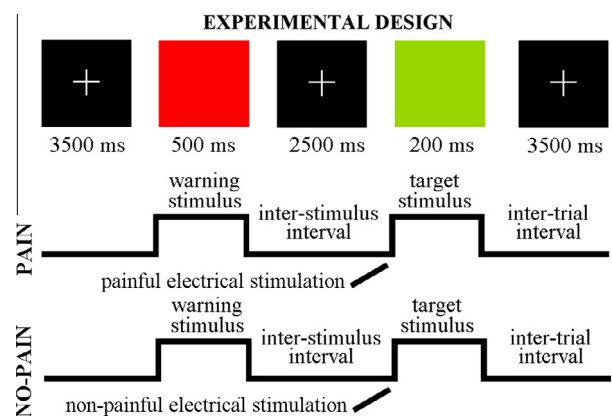 EXPERIMENTAL DESIGN
3500 ms 500 ms 2500 ms 200 ms 3500 ms
PAIN
warning
stimulus
inter-stimulus
interval
target
stimulus
inter-trial
interval
painful electrical stimulation
NO-PAIN
warning
stimulus
inter-stimulus
interval
target
stimulus
inter-trial
interval
non-painful electrical stimulation